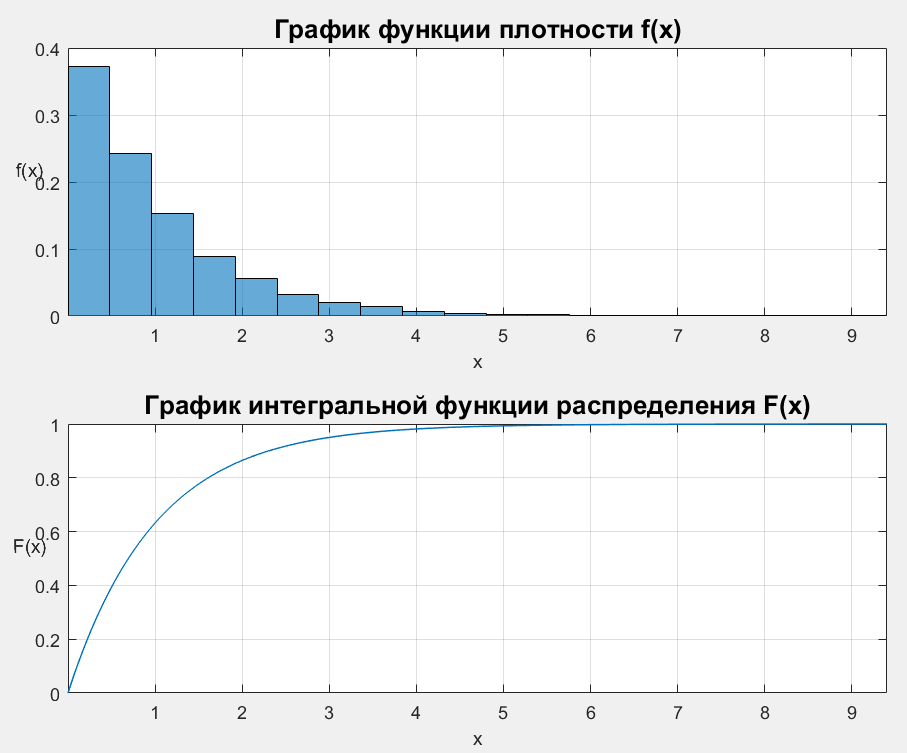 График функции плотности f(x)
0.4
0.3
f(x)
0.2
0.1
0
1 2 3 4 5 6 7 8 9
x
График интегральной функции распределения F(x)
1
0.8
0.6
F(x)
0.4
0.2
0
1 2 3 4 5 6 7 8 9
x